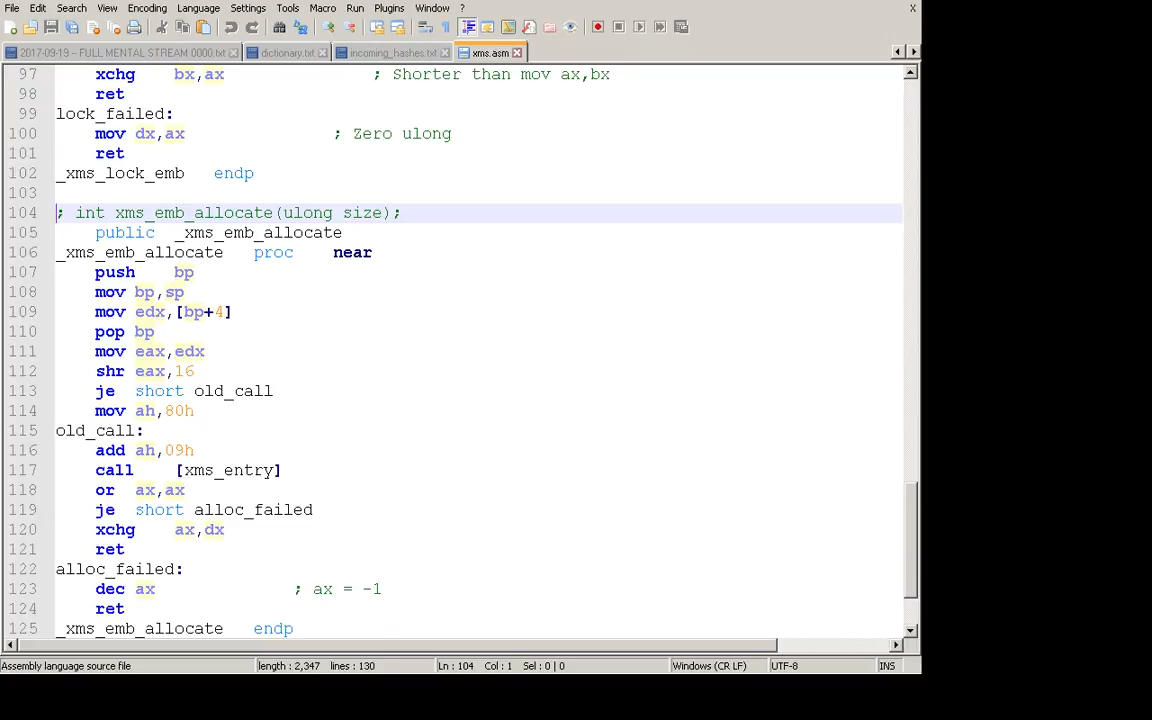 File Edit Search View Encoding Language Settings Tools Macro Run Plugins Window ? X
2017-09-19 – FULL MENTAL STREAM 0000.txt dictionary.txt incoming_hashes.txt xms.asm
97 xchg bx,ax ; Shorter than mov ax,bx
98 ret
99 lock_failed:
100 mov dx,ax ; Zero ulong
101 ret
102 _xms_lock_emb endp
103
104 ; int xms_emb_allocate(ulong size);
105 public _xms_emb_allocate
106 _xms_emb_allocate proc near
107 push bp
108 mov bp,sp
109 mov edx,[bp+4]
110 pop bp
111 mov eax,edx
112 shr eax,16
113 je short old_call
114 mov ah,80h
115 old_call:
116 add ah,09h
117 call [xms_entry]
118 or ax,ax
119 je short alloc_failed
120 xchg ax,dx
121 ret
122 alloc_failed:
123 dec ax ; ax = -1
124 ret
125 _xms_emb_allocate endp
Assembly language source file length : 2,347 lines : 130 Ln : 104 Col : 1 Sel : 0 | 0 Windows (CR LF) UTF-8 INS